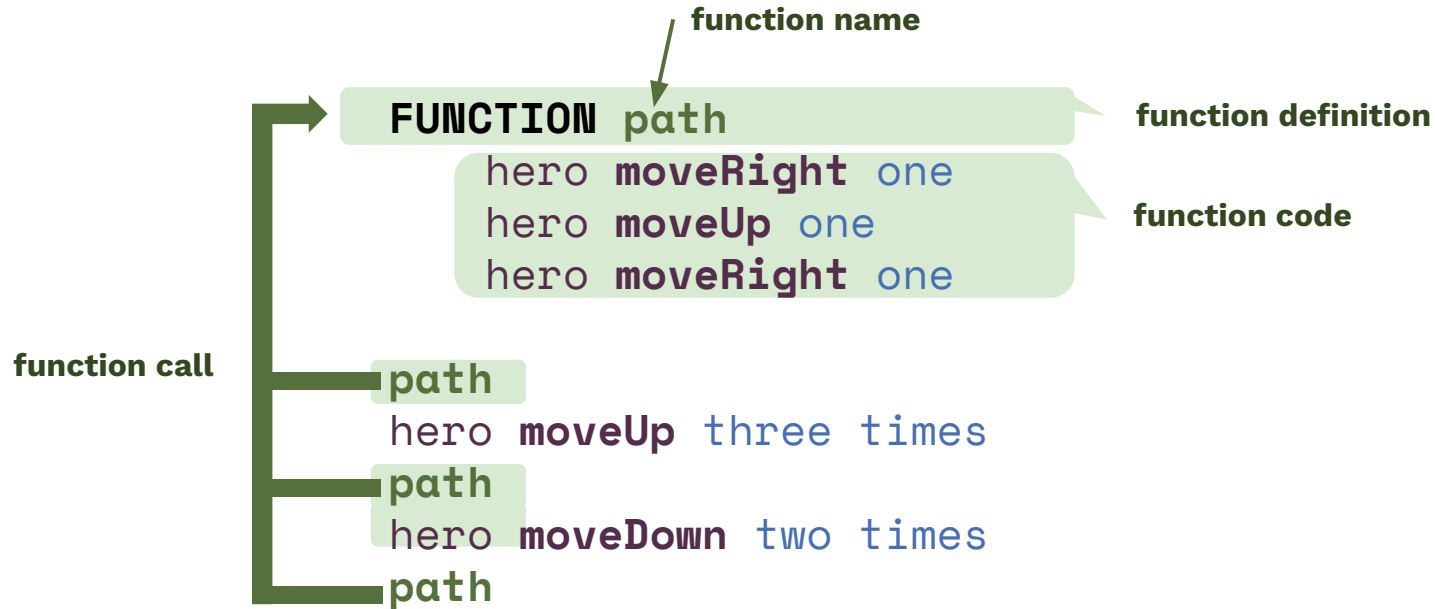 function name
FUNCTION path
function definition
hero moveRight one
hero moveUp one
function code
hero moveRight one
function call
path
hero moveUp three times
path
hero moveDown two times
path